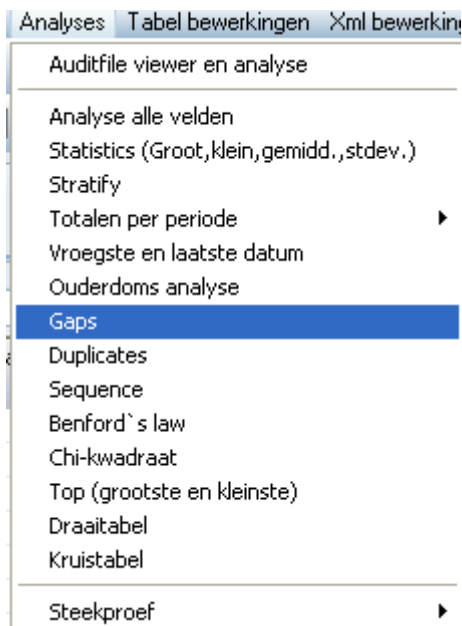 Analyses Tabel bewerkingen Xml bewerking
Auditfile viewer en analyse
Analyse alle velden
Statistics (Groot,klein,gemidd.,stdev.)
Stratify
Totalen per periode
Vroegste en laatste datum
Ouderdoms analyse
Gaps
Duplicates
Sequence
Benford`s law
Chi-kwadraat
Top (grootste en kleinste)
Draaitabel
Kruistabel
Steekproef